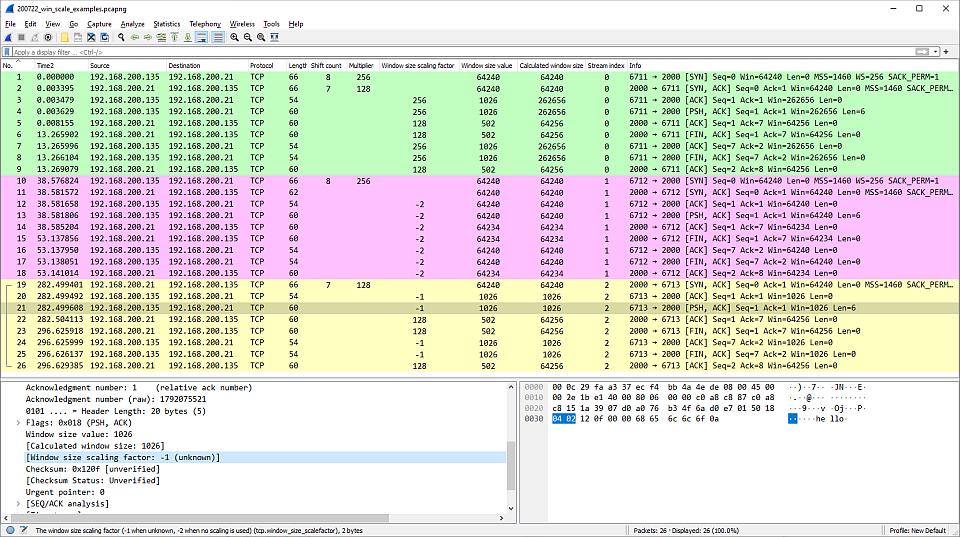 200722_win_scale_examples.pcapng
File Edit View Go Capture Analyze Statistics Telephony Wireless Tools Help
Apply a display filter ... <Ctrl-/>
No. Time2 Source Destination Protocol Length Shift count Multiplier Window size scaling factor Window size value Calculated window size Stream index Info
1 0.000000 192.168.200.135 192.168.200.21 TCP 66 8 256 64240 64240 0 6711 → 2000 [SYN] Seq=0 Win=64240 Len=0 MSS=1460 WS=256 SACK_PERM=1
2 0.003395 192.168.200.21 192.168.200.135 TCP 66 7 128 64240 64240 0 2000 → 6711 [SYN, ACK] Seq=0 Ack=1 Win=64240 Len=0 MSS=1460 SACK_PERM…
3 0.003479 192.168.200.135 192.168.200.21 TCP 54 256 1026 262656 0 6711 → 2000 [ACK] Seq=1 Ack=1 Win=262656 Len=0
4 0.003629 192.168.200.135 192.168.200.21 TCP 60 256 1026 262656 0 6711 → 2000 [PSH, ACK] Seq=1 Ack=1 Win=262656 Len=6
5 0.008155 192.168.200.21 192.168.200.135 TCP 60 128 502 64256 0 2000 → 6711 [ACK] Seq=1 Ack=7 Win=64256 Len=0
6 13.265902 192.168.200.21 192.168.200.135 TCP 60 128 502 64256 0 2000 → 6711 [FIN, ACK] Seq=1 Ack=7 Win=64256 Len=0
7 13.265996 192.168.200.135 192.168.200.21 TCP 54 256 1026 262656 0 6711 → 2000 [ACK] Seq=7 Ack=2 Win=262656 Len=0
8 13.266104 192.168.200.135 192.168.200.21 TCP 54 256 1026 262656 0 6711 → 2000 [FIN, ACK] Seq=7 Ack=2 Win=262656 Len=0
9 13.269079 192.168.200.21 192.168.200.135 TCP 60 128 502 64256 0 2000 → 6711 [ACK] Seq=2 Ack=8 Win=64256 Len=0
10 38.576824 192.168.200.135 192.168.200.21 TCP 66 8 256 64240 64240 1 6712 → 2000 [SYN] Seq=0 Win=64240 Len=0 MSS=1460 WS=256 SACK_PERM=1
11 38.581572 192.168.200.21 192.168.200.135 TCP 62 64240 64240 1 2000 → 6712 [SYN, ACK] Seq=0 Ack=1 Win=64240 Len=0 MSS=1460 SACK_PERM…
12 38.581658 192.168.200.135 192.168.200.21 TCP 54 -2 64240 64240 1 6712 → 2000 [ACK] Seq=1 Ack=1 Win=64240 Len=0
13 38.581806 192.168.200.135 192.168.200.21 TCP 60 -2 64240 64240 1 6712 → 2000 [PSH, ACK] Seq=1 Ack=1 Win=64240 Len=6
14 38.585204 192.168.200.21 192.168.200.135 TCP 60 -2 64234 64234 1 2000 → 6712 [ACK] Seq=1 Ack=7 Win=64234 Len=0
15 53.137856 192.168.200.21 192.168.200.135 TCP 60 -2 64234 64234 1 2000 → 6712 [FIN, ACK] Seq=1 Ack=7 Win=64234 Len=0
16 53.137950 192.168.200.135 192.168.200.21 TCP 54 -2 64240 64240 1 6712 → 2000 [ACK] Seq=7 Ack=2 Win=64240 Len=0
17 53.138051 192.168.200.135 192.168.200.21 TCP 54 -2 64240 64240 1 6712 → 2000 [FIN, ACK] Seq=7 Ack=2 Win=64240 Len=0
18 53.141014 192.168.200.21 192.168.200.135 TCP 60 -2 64234 64234 1 2000 → 6712 [ACK] Seq=2 Ack=8 Win=64234 Len=0
19 282.499401 192.168.200.21 192.168.200.135 TCP 66 7 128 64240 64240 2 2000 → 6713 [SYN, ACK] Seq=0 Ack=1 Win=64240 Len=0 MSS=1460 SACK_PERM…
20 282.499492 192.168.200.135 192.168.200.21 TCP 54 -1 1026 1026 2 6713 → 2000 [ACK] Seq=1 Ack=1 Win=1026 Len=0
21 282.499608 192.168.200.135 192.168.200.21 TCP 60 -1 1026 1026 2 6713 → 2000 [PSH, ACK] Seq=1 Ack=1 Win=1026 Len=6
22 282.504113 192.168.200.21 192.168.200.135 TCP 60 128 502 64256 2 2000 → 6713 [ACK] Seq=1 Ack=7 Win=64256 Len=0
23 296.625918 192.168.200.21 192.168.200.135 TCP 60 128 502 64256 2 2000 → 6713 [FIN, ACK] Seq=1 Ack=7 Win=64256 Len=0
24 296.625999 192.168.200.135 192.168.200.21 TCP 54 -1 1026 1026 2 6713 → 2000 [ACK] Seq=7 Ack=2 Win=1026 Len=0
25 296.626137 192.168.200.135 192.168.200.21 TCP 54 -1 1026 1026 2 6713 → 2000 [FIN, ACK] Seq=7 Ack=2 Win=1026 Len=0
26 296.629385 192.168.200.21 192.168.200.135 TCP 60 128 502 64256 2 2000 → 6713 [ACK] Seq=2 Ack=8 Win=64256 Len=0
Acknowledgment number: 1 (relative ack number)
Acknowledgment number (raw): 1792075521
0101 .... = Header Length: 20 bytes (5)
Flags: 0x018 (PSH, ACK)
Window size value: 1026
[Calculated window size: 1026]
[Window size scaling factor: -1 (unknown)]
Checksum: 0x120f [unverified]
[Checksum Status: Unverified]
Urgent pointer: 0
[SEQ/ACK analysis]
0000 00 0c 29 fa a3 37 ec f4 bb 4a 4e de 08 00 45 00 ··)··7·· ·JN···E·
0010 00 2e 1b e1 40 00 80 06 00 00 c0 a8 c8 87 c0 a8 ·.··@··· ········
0020 c8 15 1a 39 07 d0 a0 76 b3 4f 6a d0 e7 01 50 18 ···9···v ·Oj···P·
0030 04 02 12 0f 00 00 68 65 6c 6c 6f 0a ······he llo·
The window size scaling factor (-1 when unknown, -2 when no scaling is used) (tcp.window_size_scalefactor), 2 bytes
Packets: 26 · Displayed: 26 (100.0%)
Profile: New Default